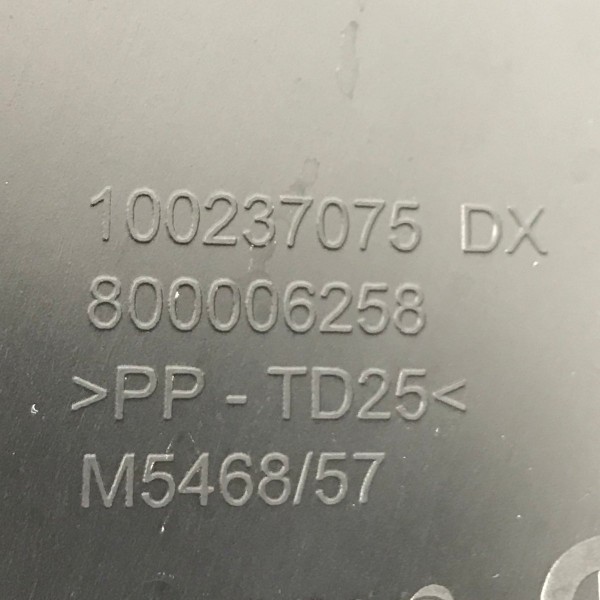 100237075 DX
800006258
>PP - TD25<
M5468/57